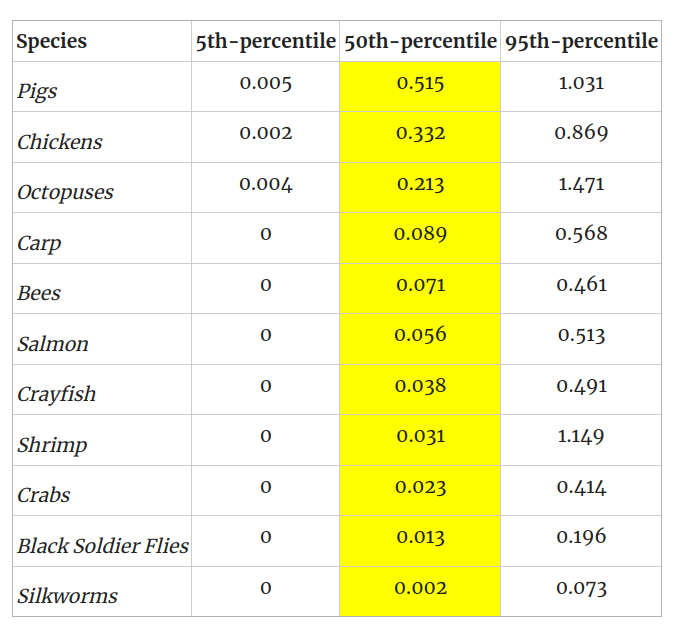 Species 5th-percentile 50th-percentile 95th-percentile
Pigs 0.005 0.515 1.031
Chickens 0.002 0.332 0.869
Octopuses 0.004 0.213 1.471
Carp 0 0.089 0.568
Bees 0 0.071 0.461
Salmon 0 0.056 0.513
Crayfish 0 0.038 0.491
Shrimp 0 0.031 1.149
Crabs 0 0.023 0.414
Black Soldier Flies 0 0.013 0.196
Silkworms 0 0.002 0.073